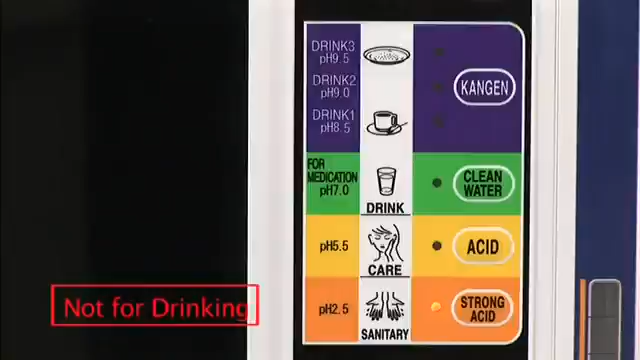 DRINK3
pH9.5
DRINK2
pH9.0
DRINK1
pH8.5
KANGEN
FOR
MEDICATION
pH7.0
DRINK
CLEAN
WATER
pH5.5
CARE
ACID
pH2.5
SANITARY
STRONG
ACID
Not for Drinking